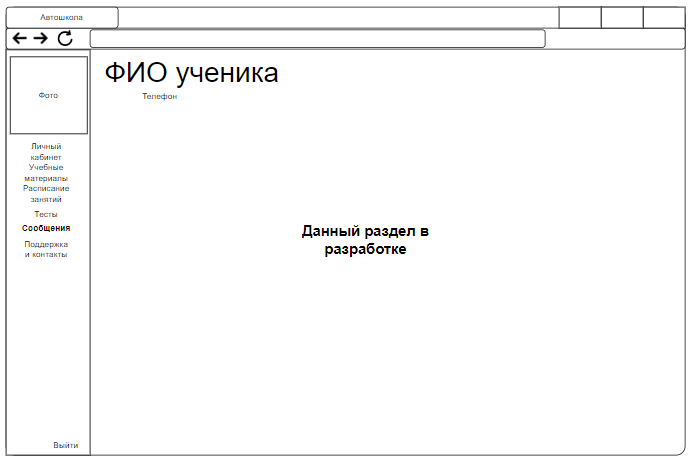 Автошкола
ФИО ученика
Телефон
Фото
Личный
кабинет
Учебные
материалы
Расписание
занятий
Тесты
Сообщения
Поддержка
и контакты
Данный раздел в
разработке
Выйти